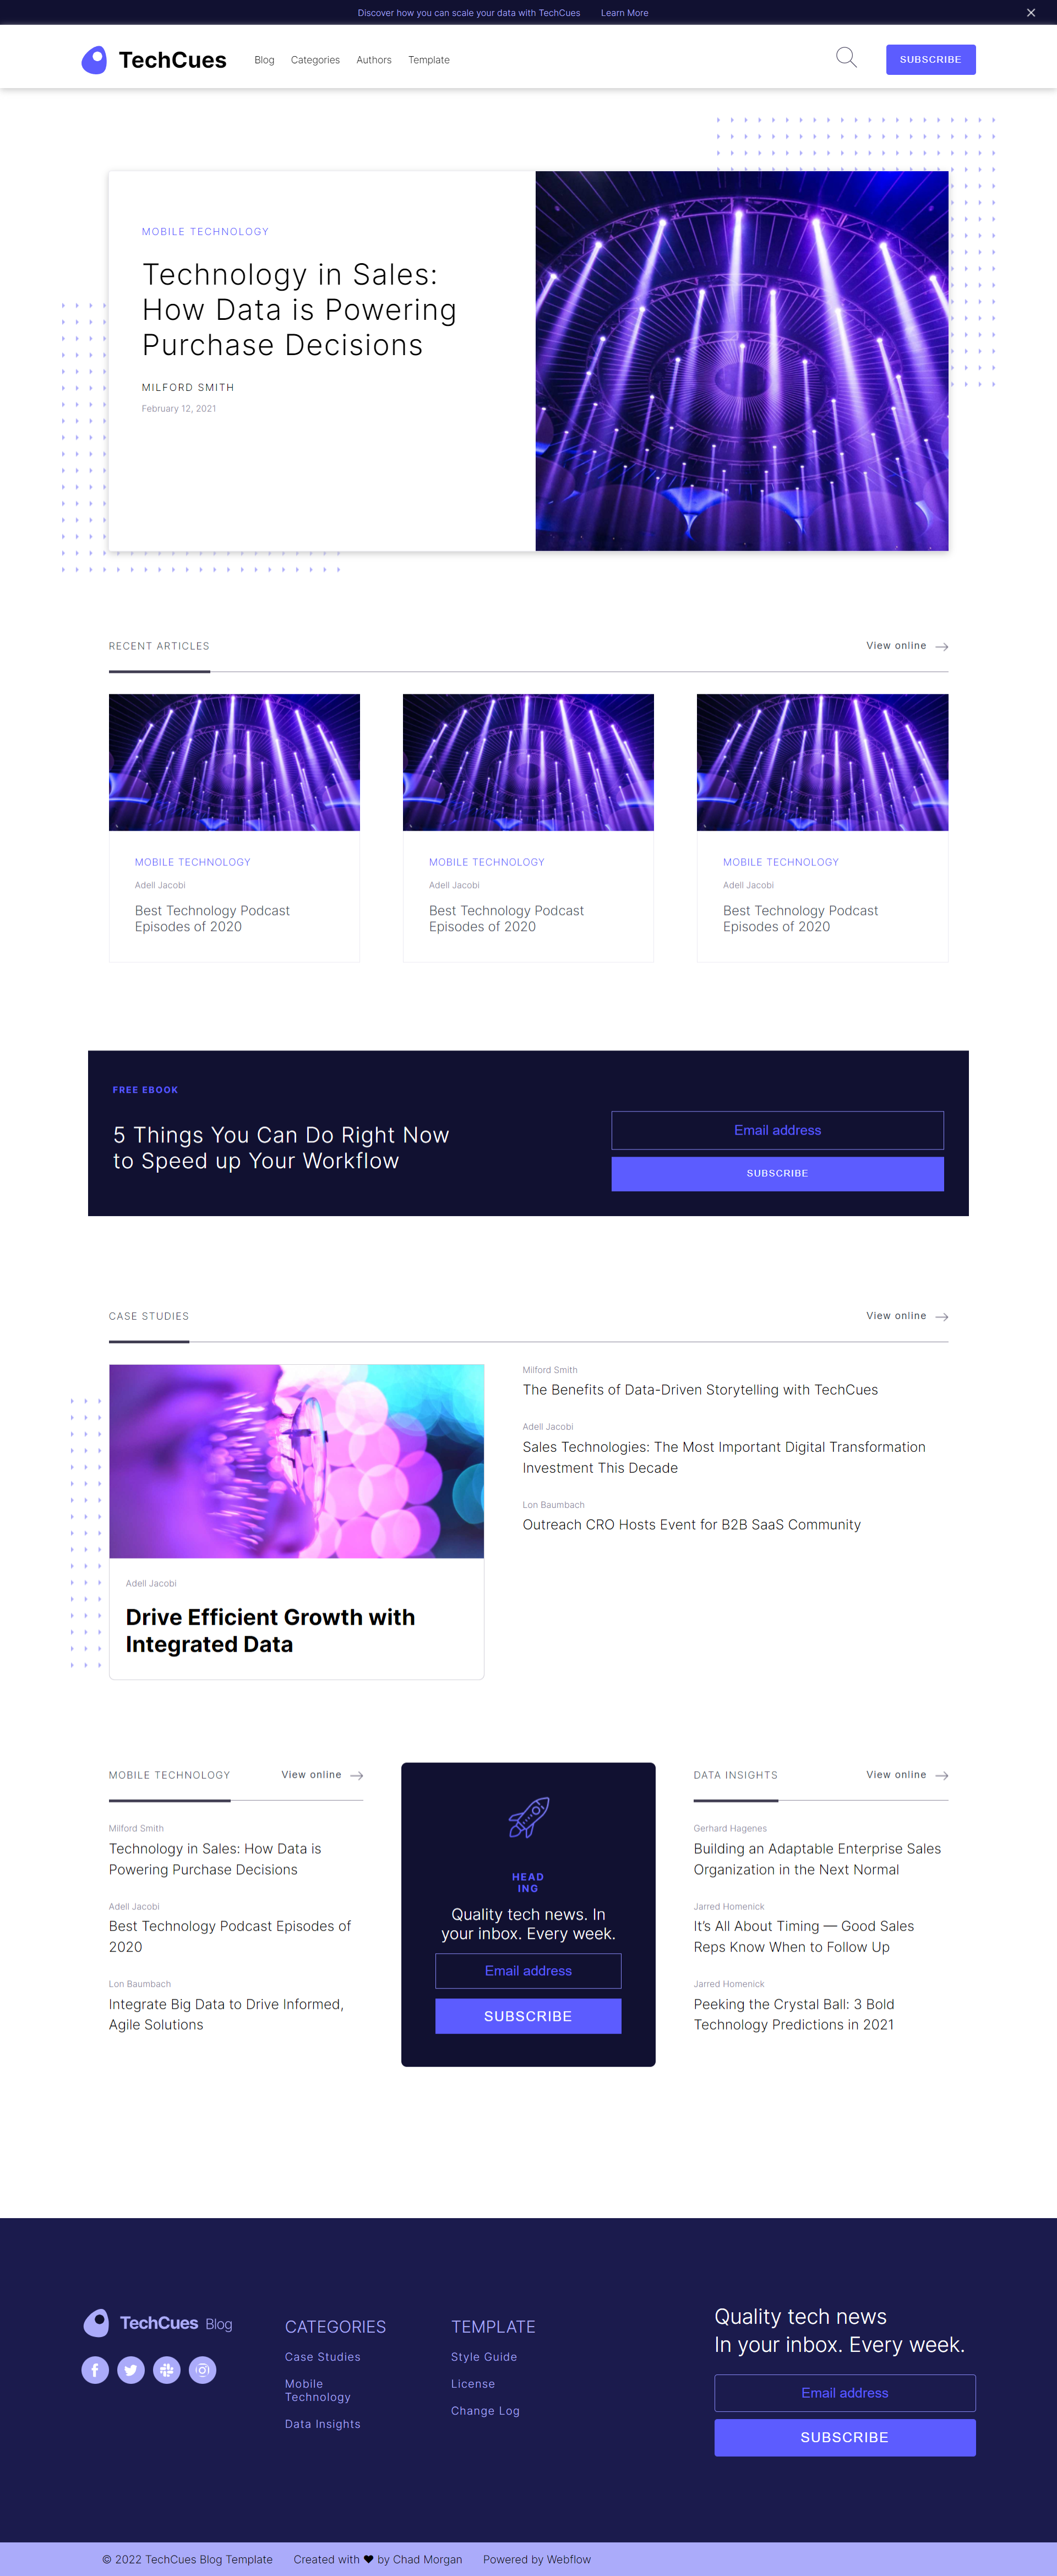 Discover how you can scale your data with TechCues Learn More
TechCues Blog Categories Authors Template SUBSCRIBE
MOBILE TECHNOLOGY
Technology in Sales:
How Data is Powering
Purchase Decisions
MILFORD SMITH
February 12, 2021
RECENT ARTICLES View online
MOBILE TECHNOLOGY
Adell Jacobi
Best Technology Podcast
Episodes of 2020
MOBILE TECHNOLOGY
Adell Jacobi
Best Technology Podcast
Episodes of 2020
MOBILE TECHNOLOGY
Adell Jacobi
Best Technology Podcast
Episodes of 2020
FREE EBOOK
5 Things You Can Do Right Now
to Speed up Your Workflow
Email address
SUBSCRIBE
CASE STUDIES View online
Adell Jacobi
Drive Efficient Growth with
Integrated Data
Milford Smith
The Benefits of Data-Driven Storytelling with TechCues
Adell Jacobi
Sales Technologies: The Most Important Digital Transformation
Investment This Decade
Lon Baumbach
Outreach CRO Hosts Event for B2B SaaS Community
MOBILE TECHNOLOGY View online
Milford Smith
Technology in Sales: How Data is
Powering Purchase Decisions
Adell Jacobi
Best Technology Podcast Episodes of
2020
Lon Baumbach
Integrate Big Data to Drive Informed,
Agile Solutions
HEAD
ING
Quality tech news. In
your inbox. Every week.
Email address
SUBSCRIBE
DATA INSIGHTS View online
Gerhard Hagenes
Building an Adaptable Enterprise Sales
Organization in the Next Normal
Jarred Homenick
It’s All About Timing — Good Sales
Reps Know When to Follow Up
Jarred Homenick
Peeking the Crystal Ball: 3 Bold
Technology Predictions in 2021
TechCues Blog
CATEGORIES
Case Studies
Mobile
Technology
Data Insights
TEMPLATE
Style Guide
License
Change Log
Quality tech news
In your inbox. Every week.
Email address
SUBSCRIBE
© 2022 TechCues Blog Template Created with ♥ by Chad Morgan Powered by Webflow